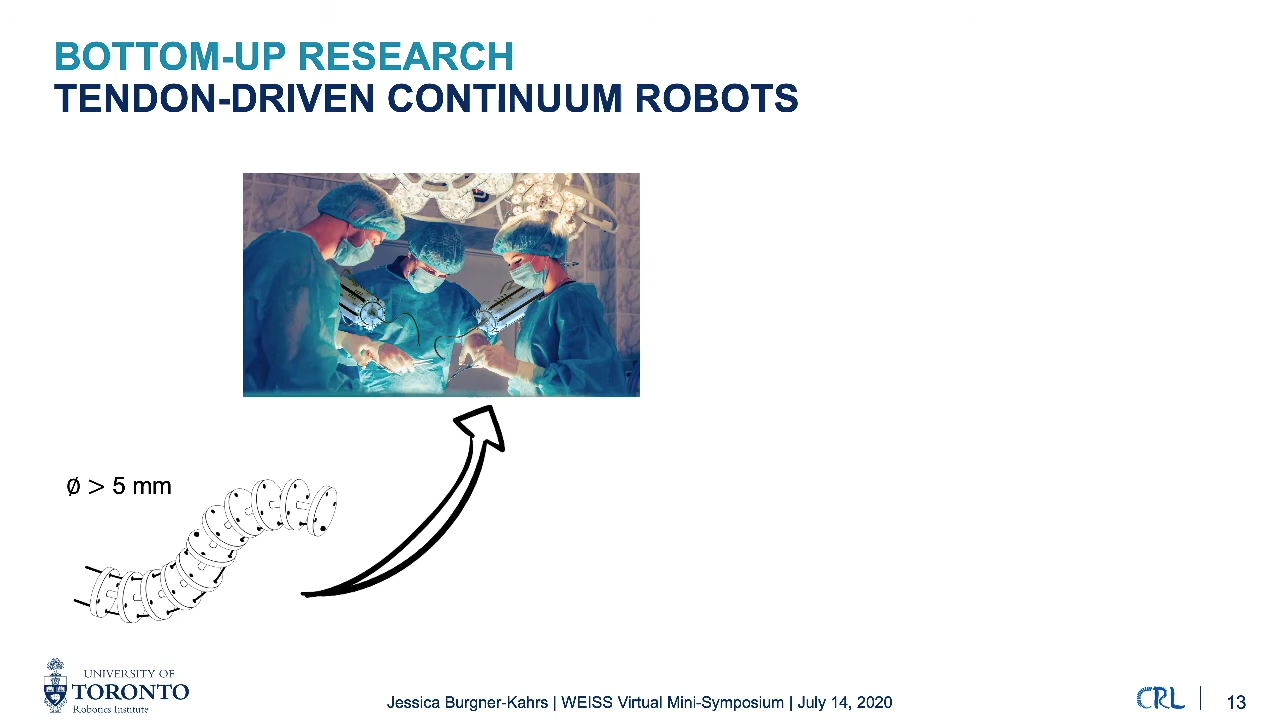 BOTTOM-UP RESEARCH
TENDON-DRIVEN CONTINUUM ROBOTS
Ø > 5 mm
UNIVERSITY OF
TORONTO
Robotics Institute
Jessica Burgner-Kahrs | WEISS Virtual Mini-Symposium | July 14, 2020
CRL
13